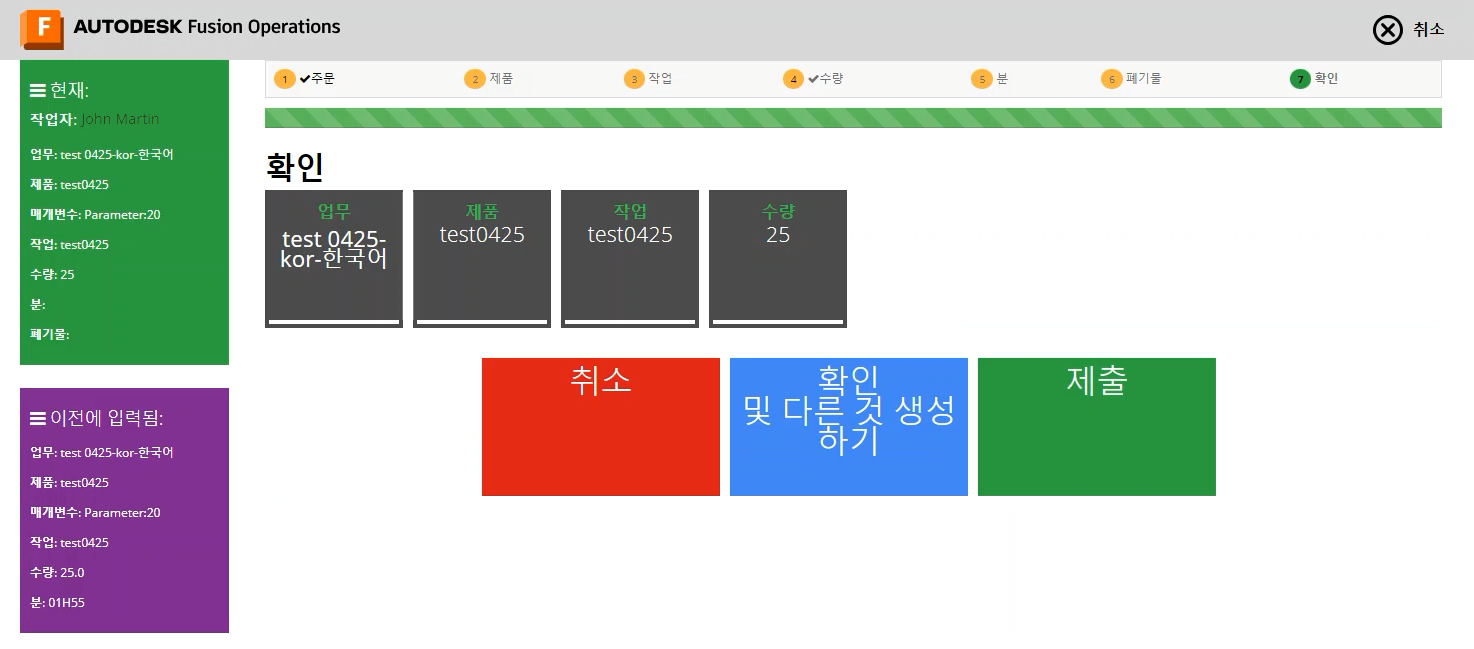 F AUTODESK Fusion Operations
취소
현재:
작업자: John Martin
업무: test 0425-kor-한국어
제품: test0425
매개변수: Parameter:20
작업: test0425
수량: 25
분:
폐기물:
이전에 입력됨:
업무: test 0425-kor-한국어
제품: test0425
매개변수: Parameter:20
작업: test0425
수량: 25.0
분: 01H55
1 주문
2 제품
3 작업
4 수량
5 분
6 폐기물
7 확인
확인
업무
test 0425-
kor-한국어
제품
test0425
작업
test0425
수량
25
취소
확인
및 다른 것 생성
하기
제출